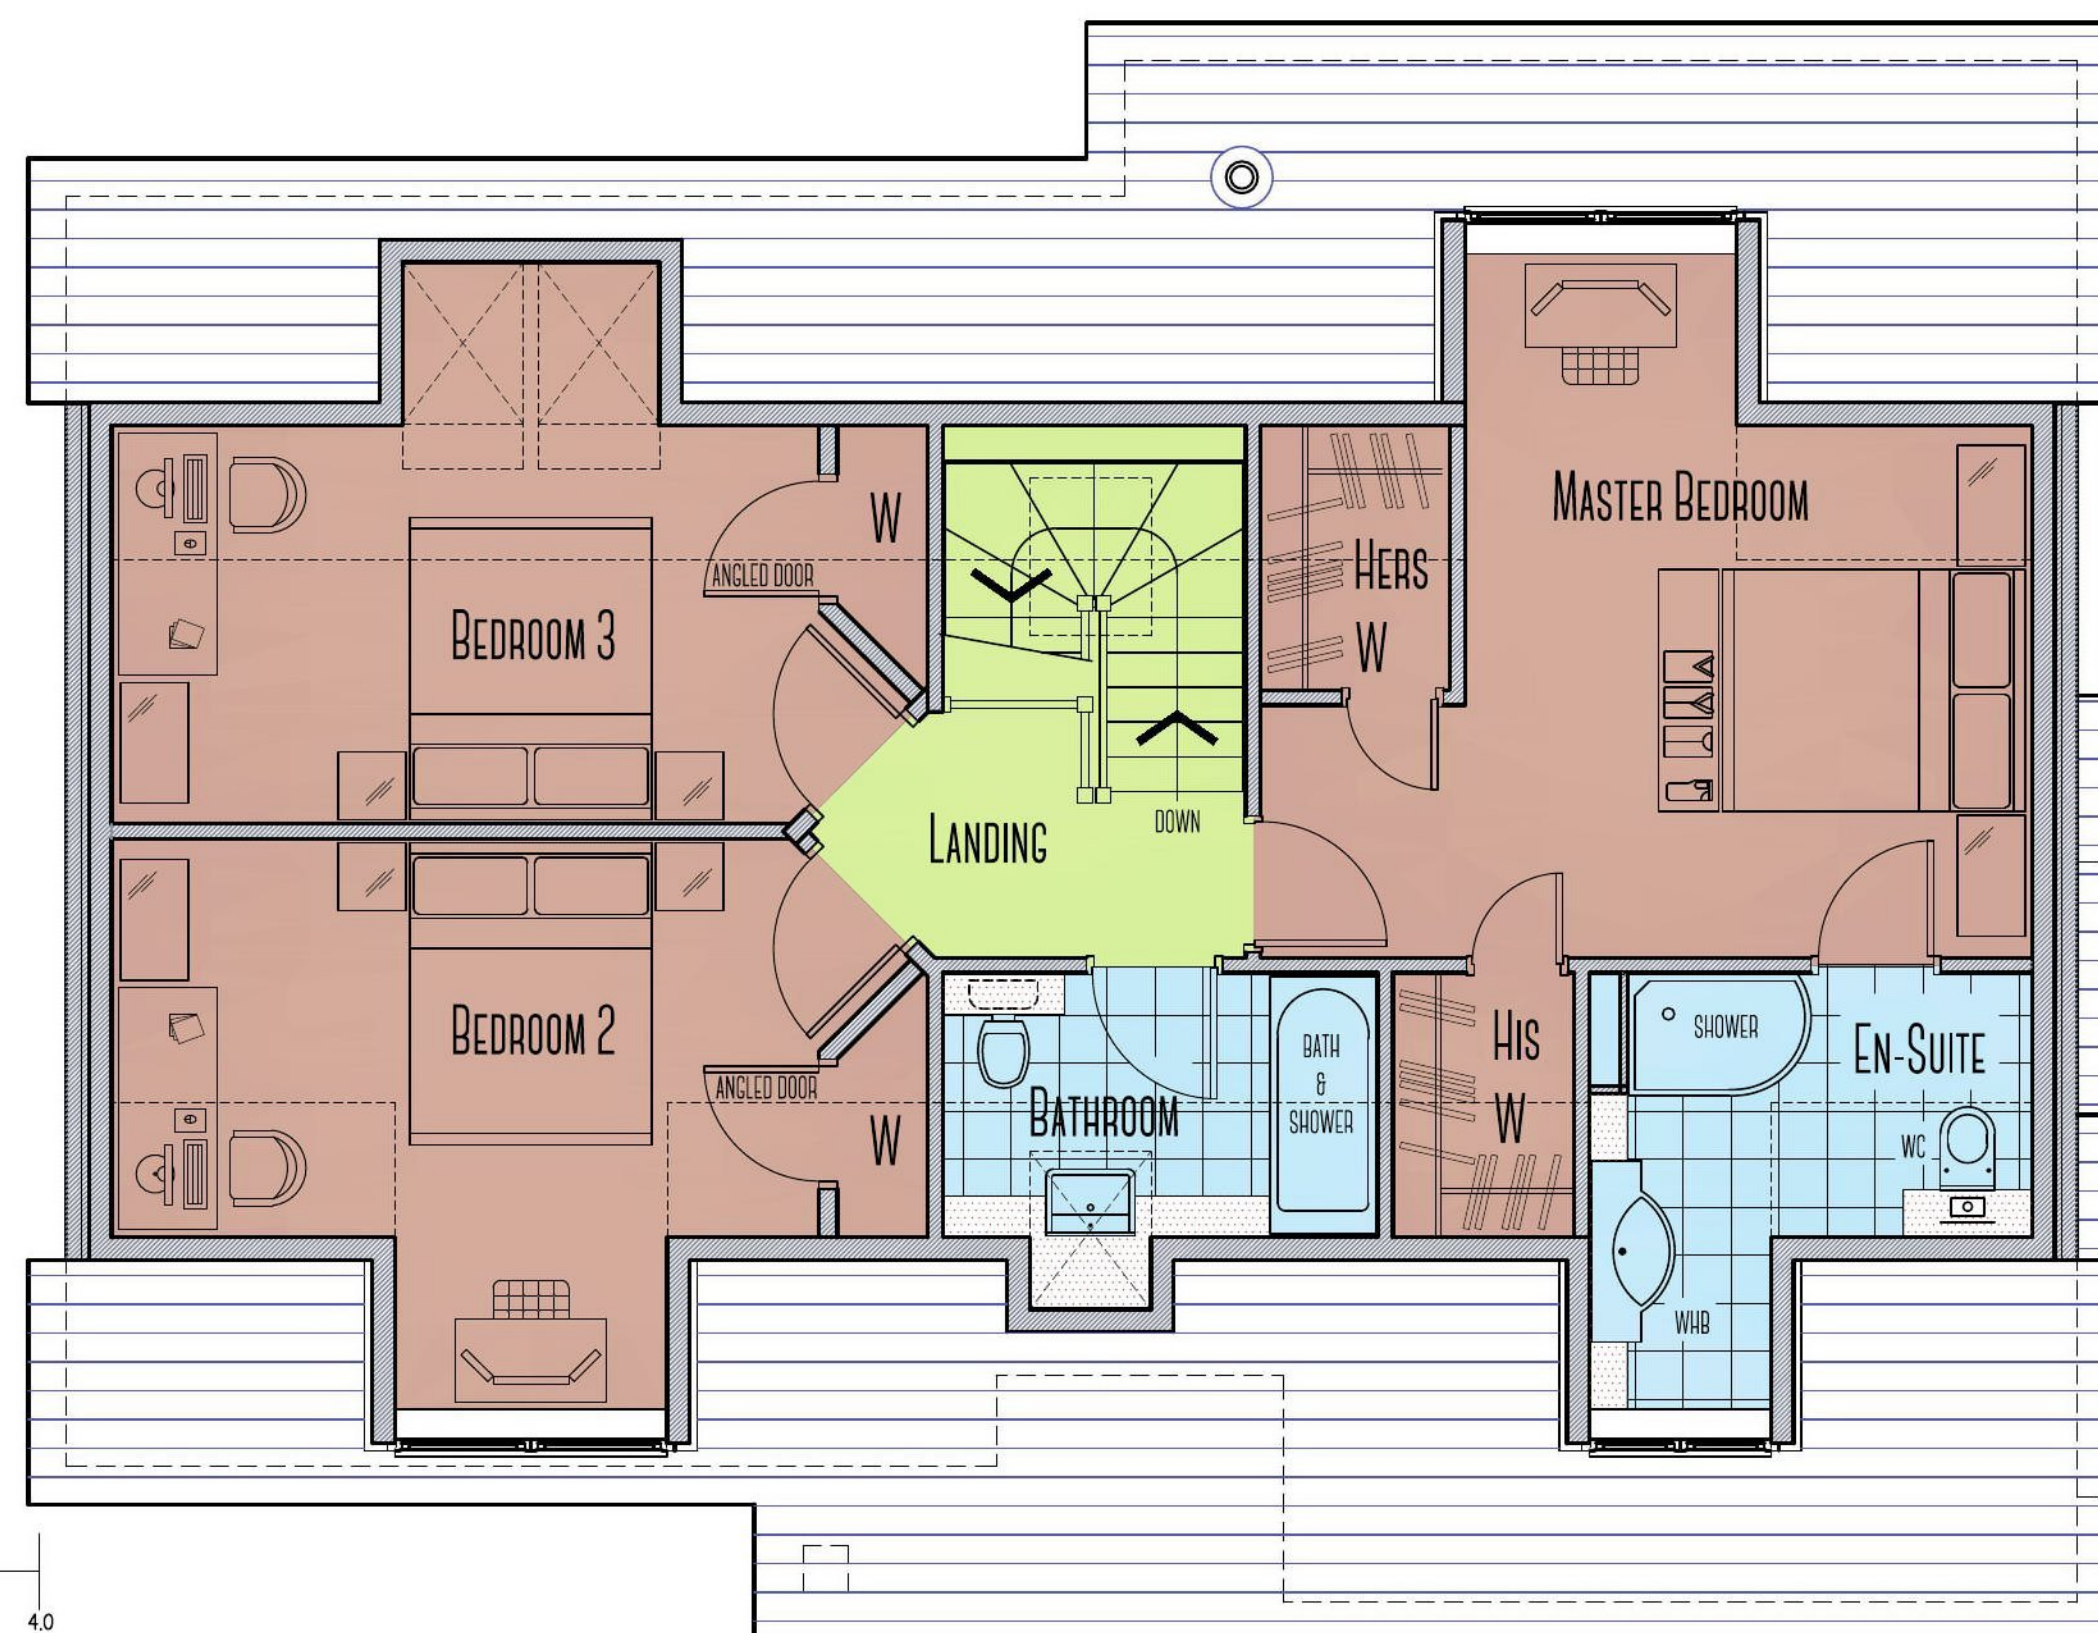 MASTER BEDROOM
W
HERS
W
ANGLED DOOR
BEDROOM 3
LANDING
DOWN
BEDROOM 2
ANGLED DOOR
W
BATHROOM
BATH
&
SHOWER
HIS
W
SHOWER
EN-SUITE
WC
WHB
4.0